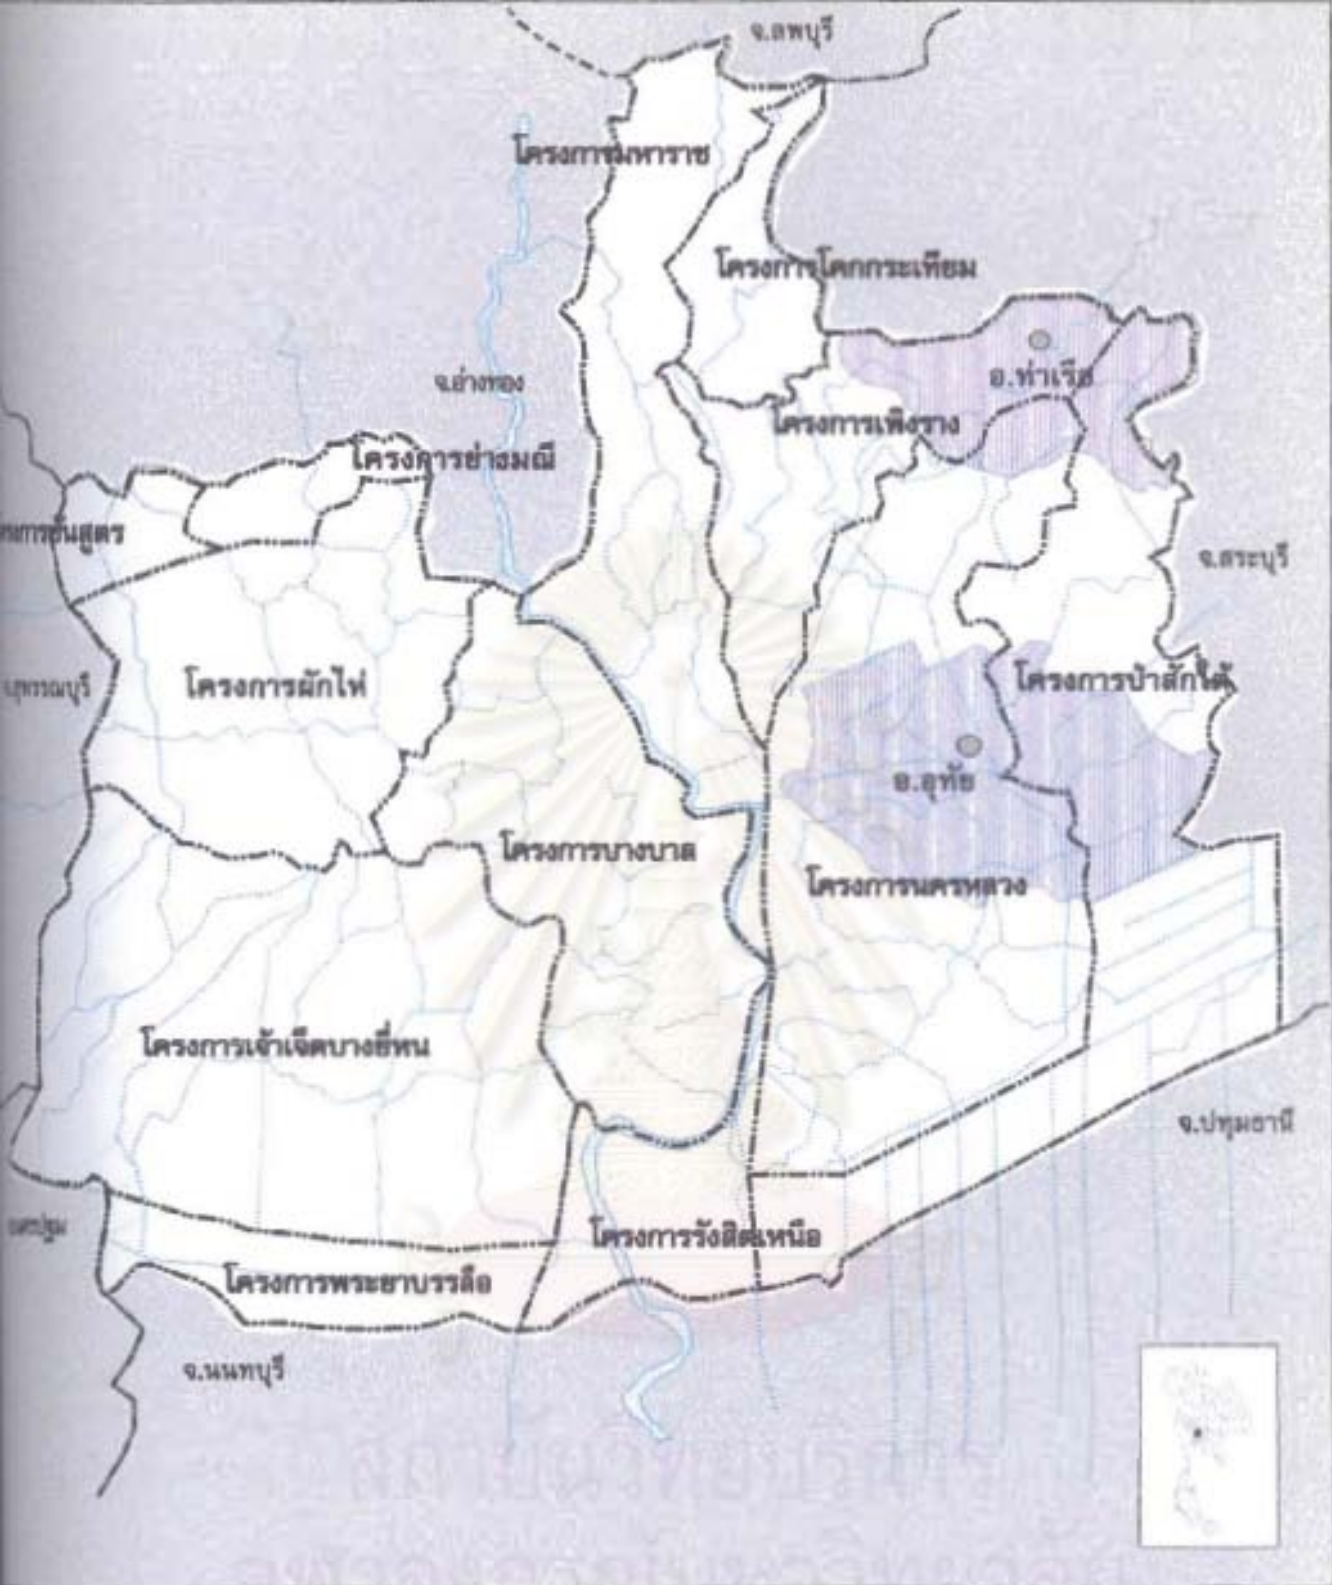 จ.ลพบุรี
โครงการมหาราช
โครงการโคกกระเทียม
อ.ท่าเรือ
จ.อ่างทอง
โครงการเพิงราง
โครงการย่างมณี
จ.สระบุรี
โครงการผักไห่
โครงการป่าสักใต้
อ.อุทัย
โครงการบางบาล
โครงการนครหลวง
โครงการเจ้าเจ็ดบางยี่หน
จ.ปทุมธานี
โครงการรังสิตเหนือ
โครงการพระยาบรรลือ
จ.นนทบุรี